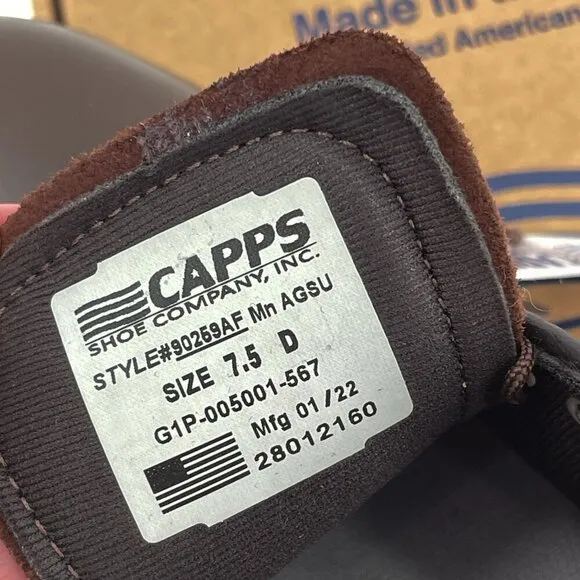 Made in
ed American
CAPPS
SHOE COMPANY, INC.
STYLE#90259AF Mn AGSU
SIZE 7.5 D
G1P-005001-567
Mfg 01/22
28012160